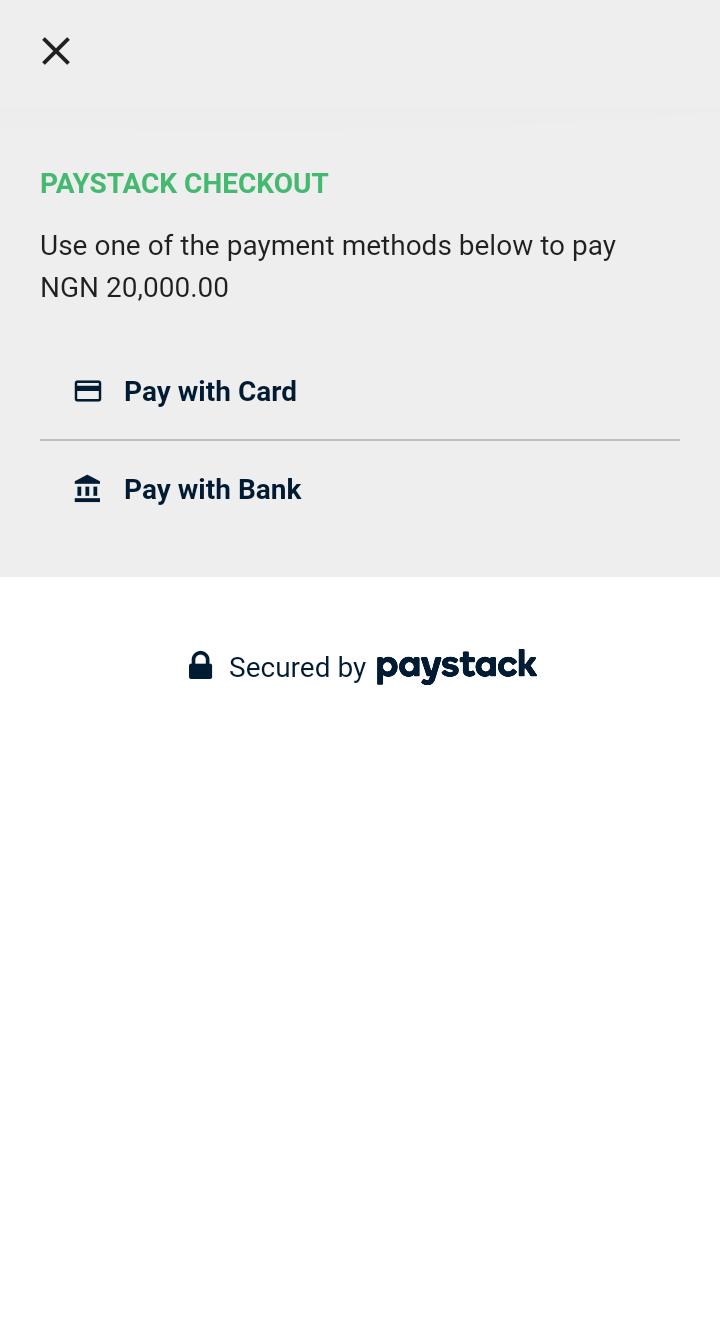 PAYSTACK CHECKOUT
Use one of the payment methods below to pay
NGN 20,000.00
Pay with Card
Pay with Bank
Secured by paystack